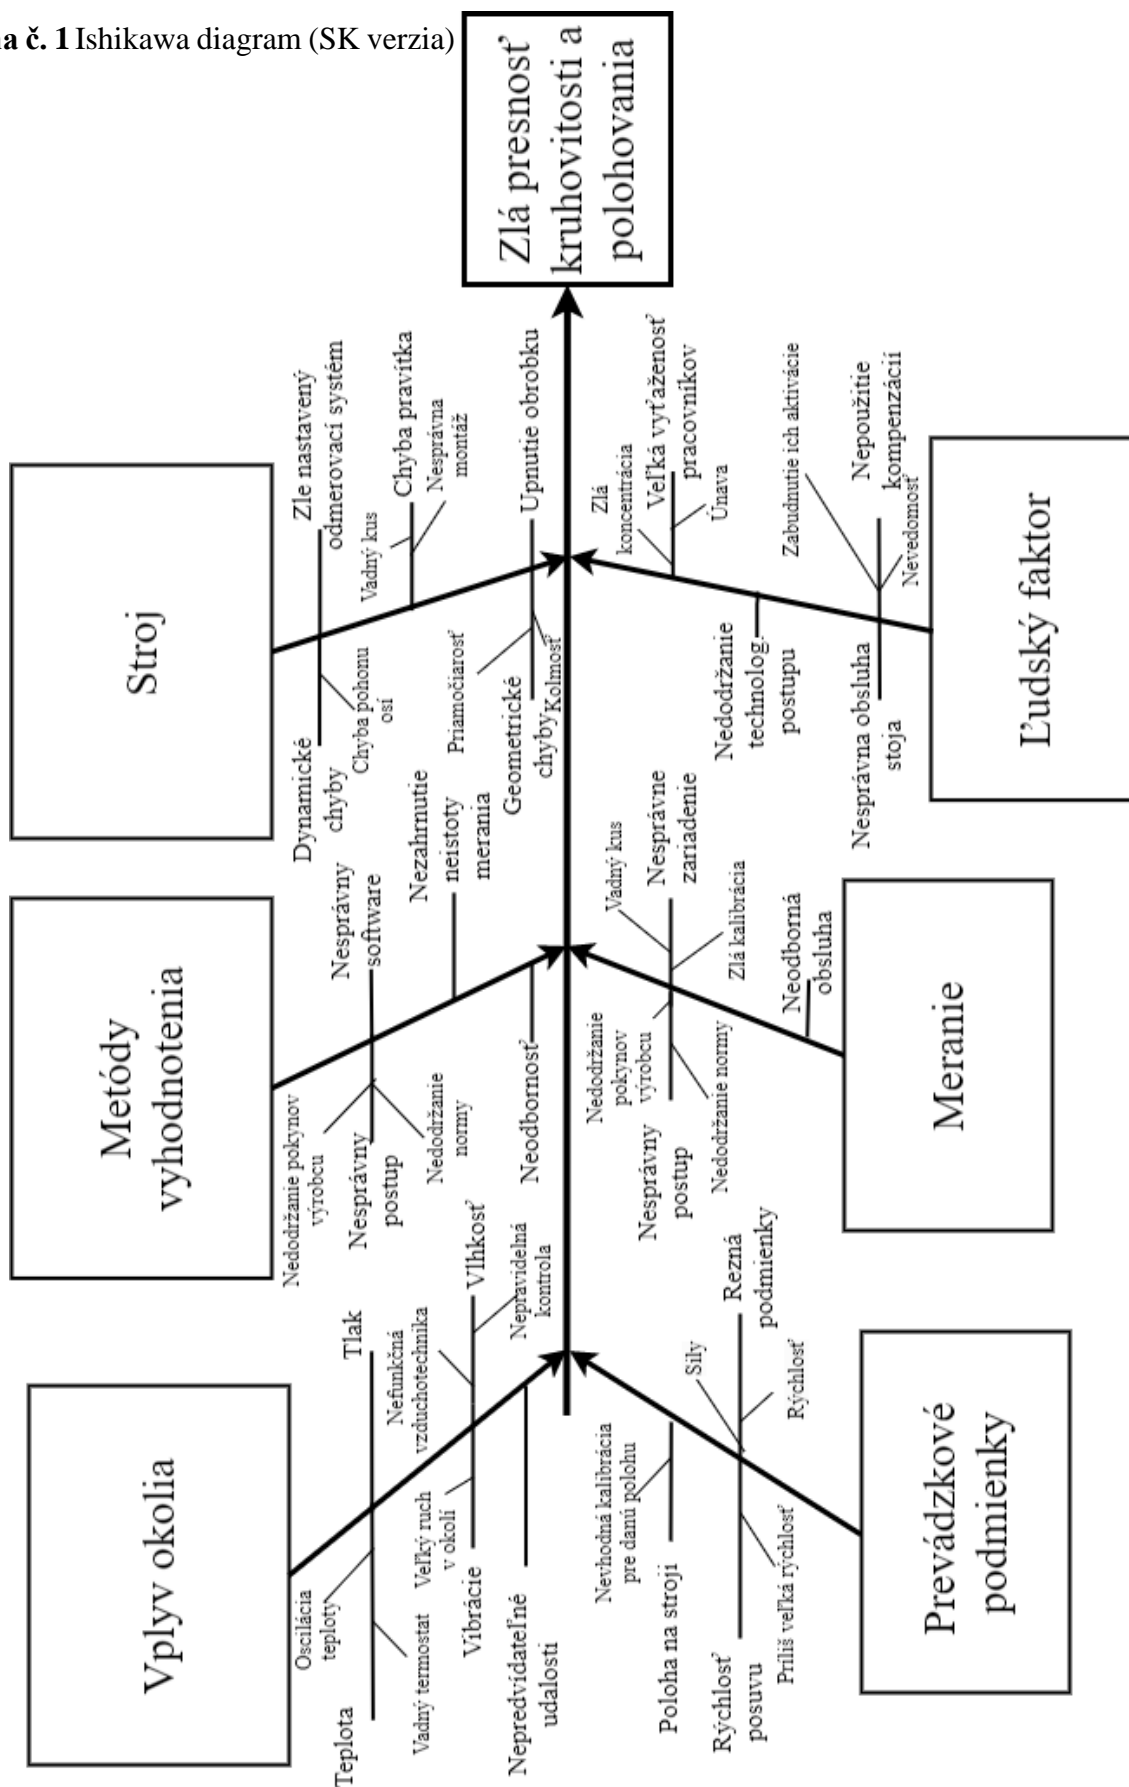 a č. 1 Ishikawa diagram (SK verzia)
Zlá presnosť
kruhovitosti a
polohovania
Vplyv okolia
Oscilácia
teploty
Teplota
Vadný termostat
Tlak
Nefunkčná
vzduchotechnika
Vlhkosť
Nepravidelná
kontrola
Veľký ruch
v okolí
Vibrácie
Nepredvídateľné
udalosti
Metódy
vyhodnotenia
Nedodržanie pokynov
výrobcu
Nesprávny
postup
Nedodržanie
normy
Nesprávny
software
Nezahrnutie
neistoty
merania
Neodbornosť
Stroj
Dynamické
chyby
Chyba pohonu
osí
Zle nastavený
odmerovací systém
Vadný kus
Chyba pravítka
Nesprávna
montáž
Priamočiarosť
Geometrické
chyby
Kolmosť
Upnutie obrobku
Prevádzkové
podmienky
Nevhodná kalibrácia
pre danú polohu
Poloha na stroji
Rýchlosť
posuvu
Príliš veľká rýchlosť
Sily
Rezná
podmienky
Rýchlosť
Meranie
Nedodržanie
pokynov
výrobcu
Nesprávny
postup
Nedodržanie normy
Vadný kus
Nesprávne
zariadenie
Zlá kalibrácia
Neodborná
obsluha
Ľudský faktor
Zlá
koncentrácia
Veľká vyťaženosť
pracovníkov
Únava
Nedodržanie
technolog.
postupu
Zabudnutie ich aktivácie
Nepoužitie
kompenzácií
Nevedomosť
Nesprávna obsluha
stoja